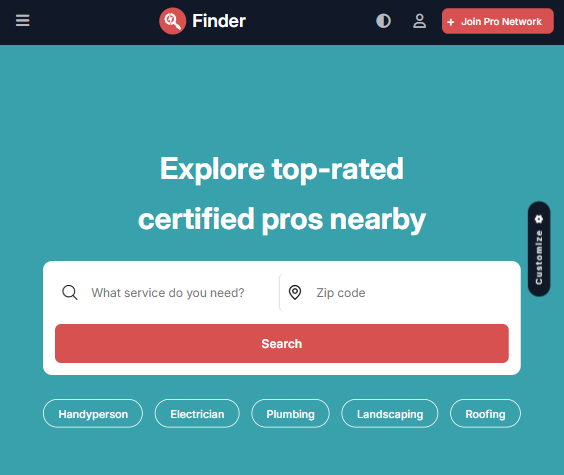 Finder
+ Join Pro Network
Explore top-rated
certified pros nearby
Customize
What service do you need?
Zip code
Search
Handyperson
Electrician
Plumbing
Landscaping
Roofing